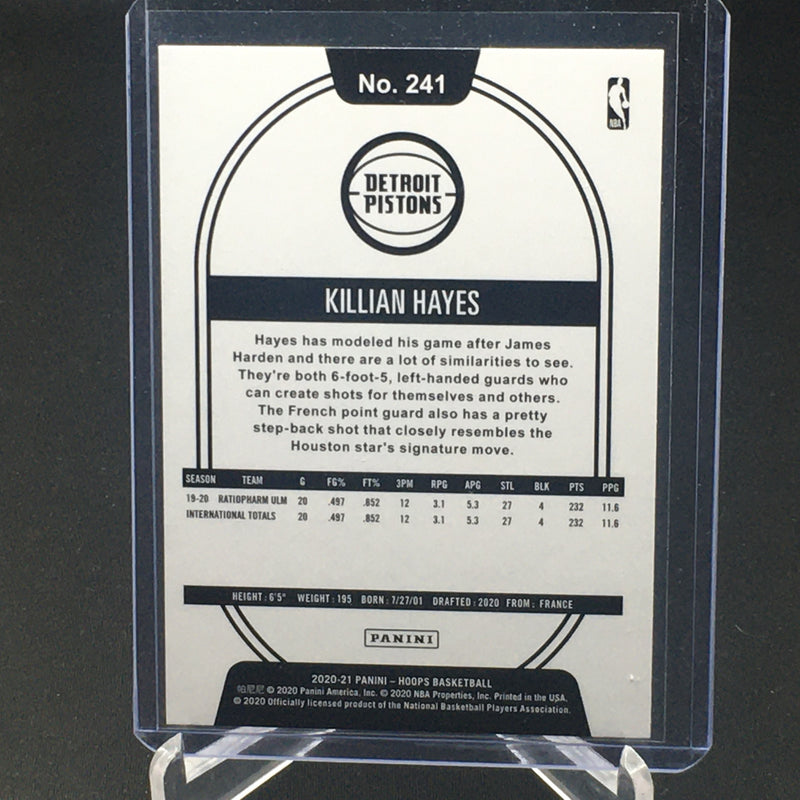 No. 241
NBA
DETROIT
PISTONS
KILLIAN HAYES
Hayes has modeled his game after James
Harden and there are a lot of similarities to see.
They're both 6-foot-5, left-handed guards who
can create shots for themselves and others.
The French point guard also has a pretty
step-back shot that closely resembles the
Houston star's signature move.
SEASON TEAM G FG% FT% 3PM RPG APG STL BLK PTS PPG
19-20 RATIOPHARM ULM 20 .497 .852 12 3.1 5.3 27 4 232 11.6
INTERNATIONAL TOTALS 20 .497 .852 12 3.1 5.3 27 4 232 11.6
HEIGHT: 6'5" WEIGHT: 195 BORN: 7/27/01 DRAFTED: 2020 FROM: FRANCE
PANINI
2020-21 PANINI – HOOPS BASKETBALL
帕尼尼 © 2020 Panini America, Inc. © 2020 NBA Properties, Inc. Printed in the USA.
© 2020 Officially licensed product of the National Basketball Players Association.